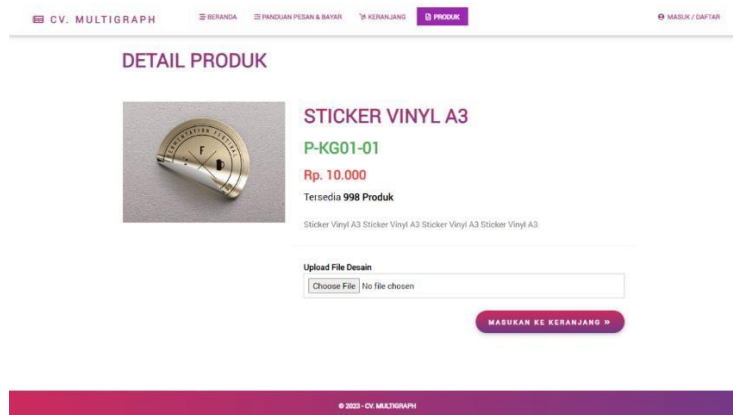 CV. MULTIGRAPH
BERANDA
PANDUAN PESAN & BAYAR
KERANJANG
PRODUK
MASUK / DAFTAR
DETAIL PRODUK
STICKER VINYL A3
P-KG01-01
Rp. 10.000
Tersedia 998 Produk
Sticker Vinyl A3 Sticker Vinyl A3 Sticker Vinyl A3 Sticker Vinyl A3
Upload File Desain
Choose File No file chosen
MASUKAN KE KERANJANG »
© 2023 - CV. MULTIGRAPH
FESTIVAL
F